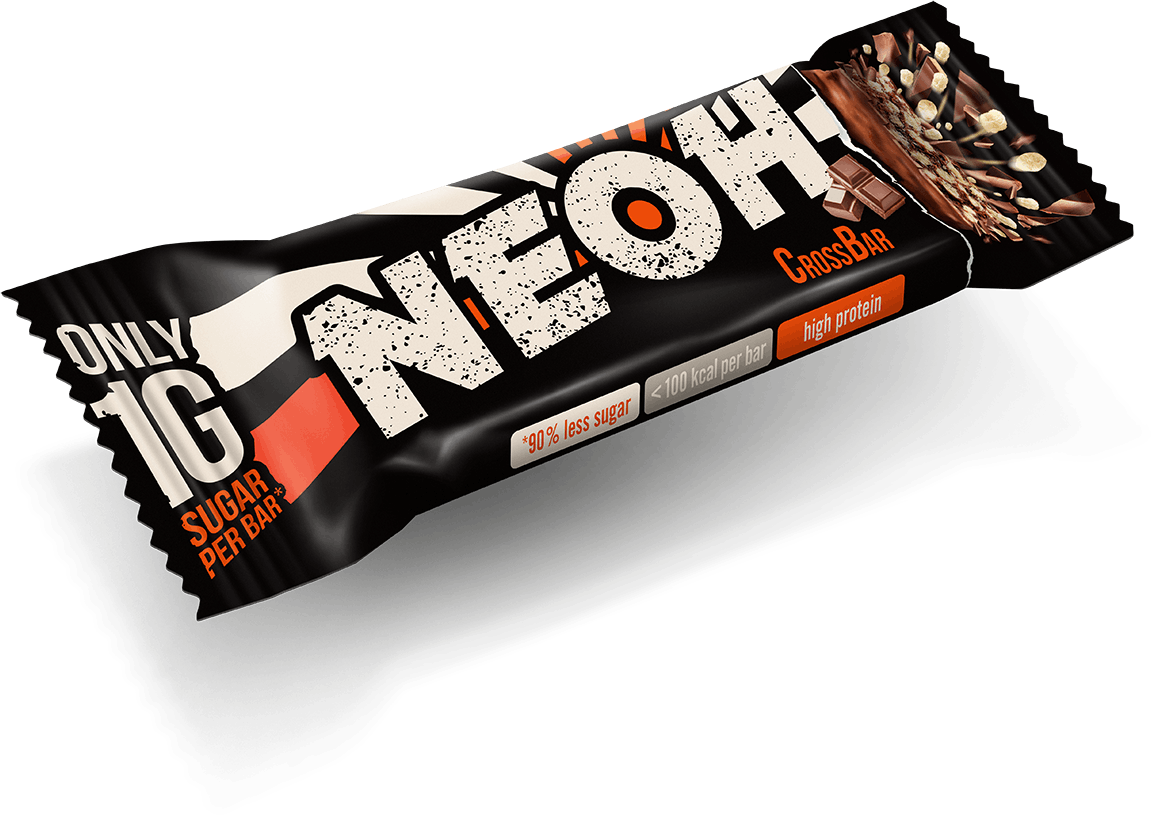 ONLY
1G
SUGAR
PER BAR*
NEOH
CROSSBAR
*90% less sugar
<100 kcal per bar
high protein